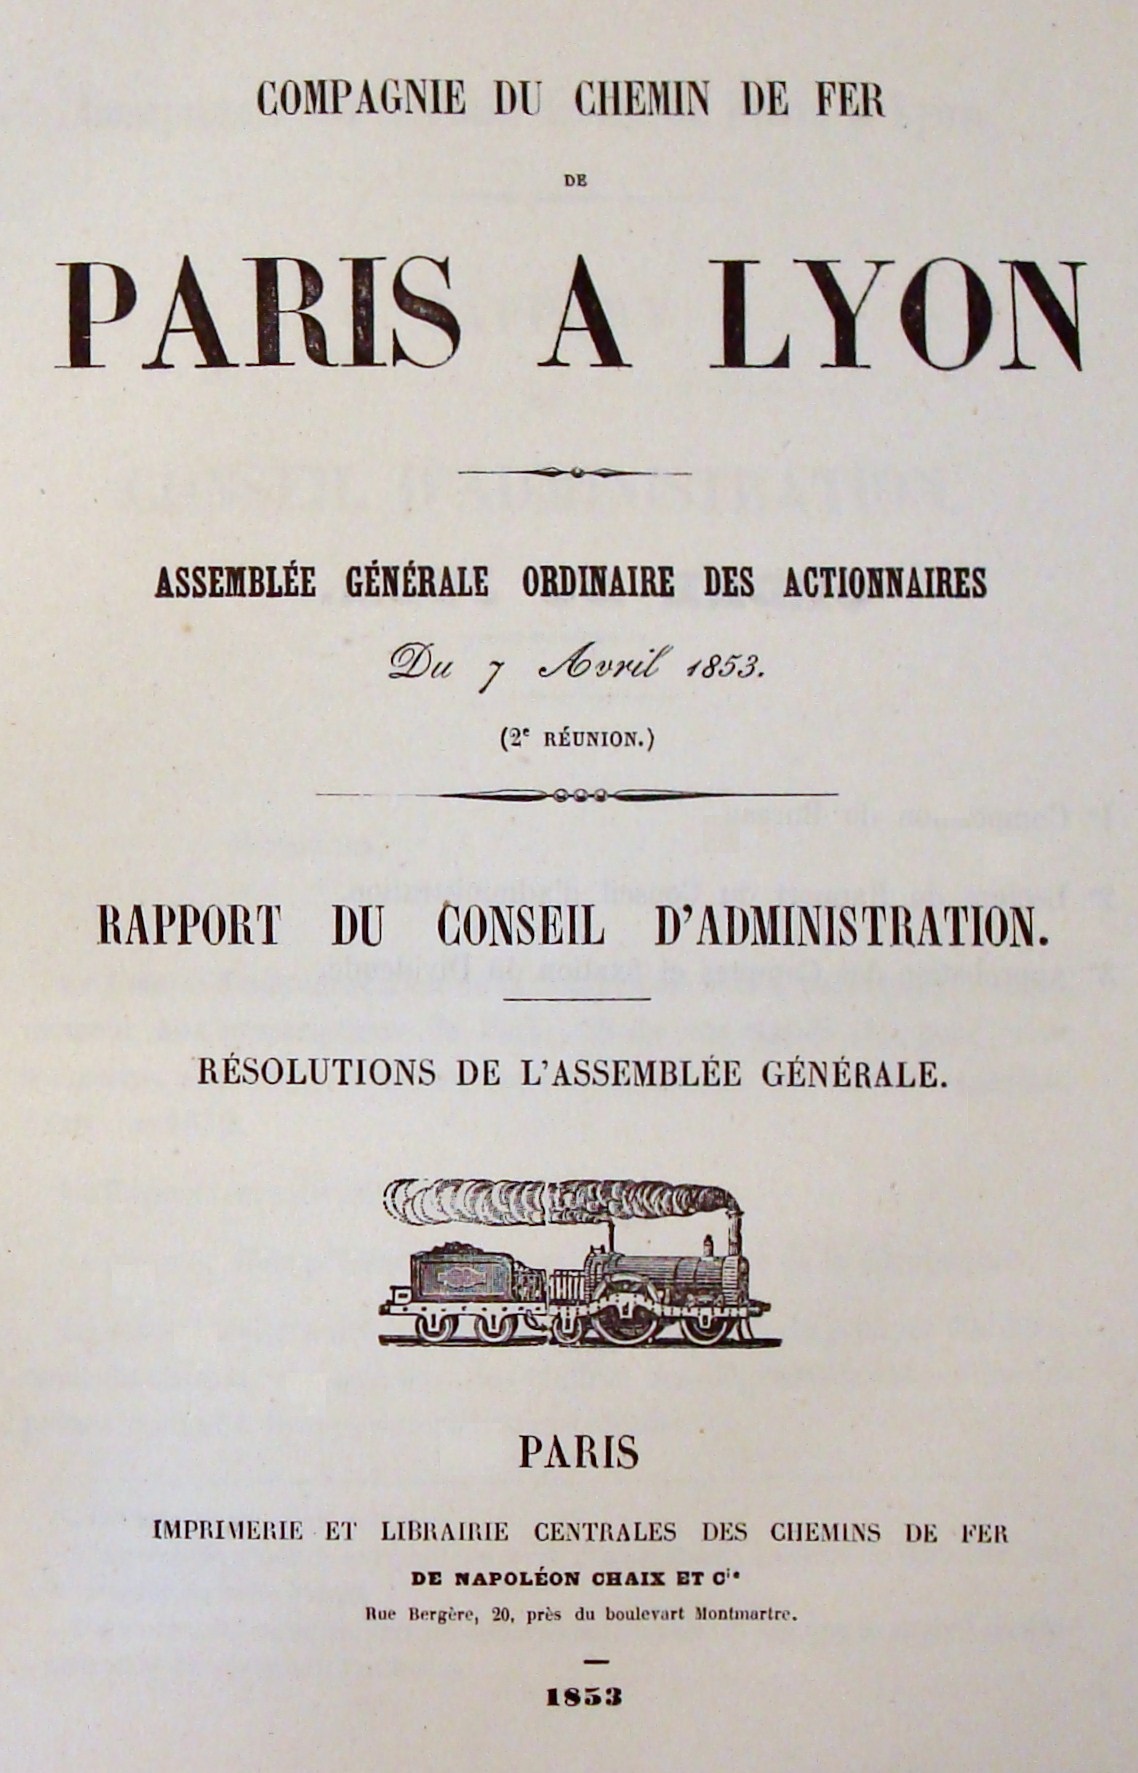 COMPAGNIE DU CHEMIN DE FER
DE
PARIS A LYON
ASSEMBLÉE GÉNÉRALE ORDINAIRE DES ACTIONNAIRES
Du 7 Avril 1853.
(2e RÉUNION.)
RAPPORT DU CONSEIL D'ADMINISTRATION.
RÉSOLUTIONS DE L'ASSEMBLÉE GÉNÉRALE.
PARIS
IMPRIMERIE ET LIBRAIRIE CENTRALES DES CHEMINS DE FER
DE NAPOLÉON CHAIX ET Cie
Rue Bergère, 20, près du boulevart Montmartre.
1853